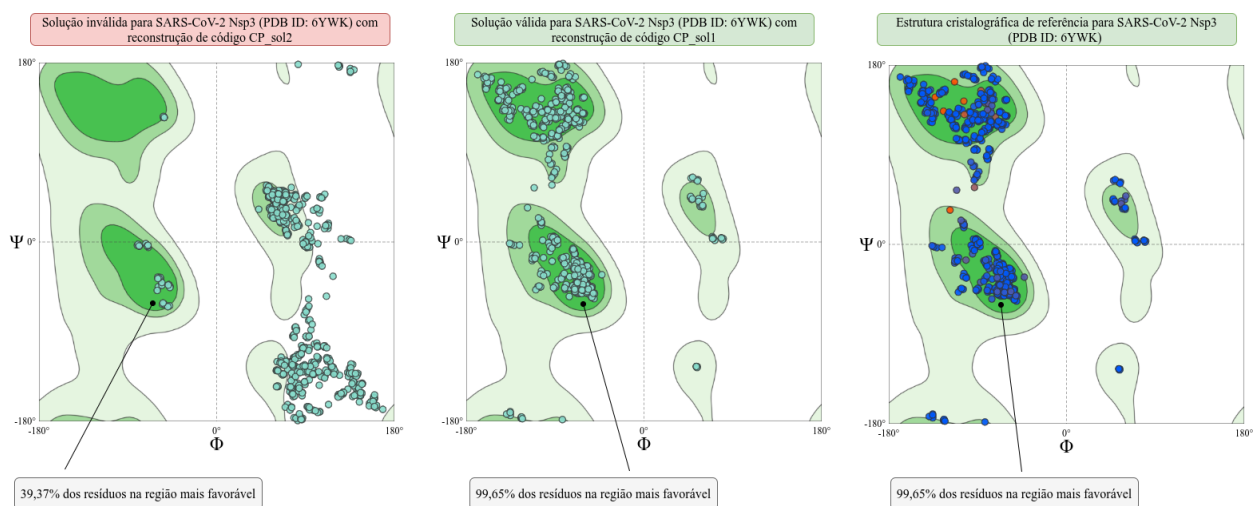 Solução inválida para SARS-CoV-2 Nsp3 (PDB ID: 6YWK) com
reconstrução de código CP_sol2
Solução válida para SARS-CoV-2 Nsp3 (PDB ID: 6YWK) com
reconstrução de código CP_sol1
Estrutura cristalográfica de referência para SARS-CoV-2 Nsp3
(PDB ID: 6YWK)
180°
Ψ 0°
-180°
-180°
0°
180°
Φ
180°
Ψ 0°
-180°
-180°
0°
180°
Φ
180°
Ψ 0°
-180°
-180°
0°
180°
Φ
39,37% dos resíduos na região mais favorável
99,65% dos resíduos na região mais favorável
99,65% dos resíduos na região mais favorável